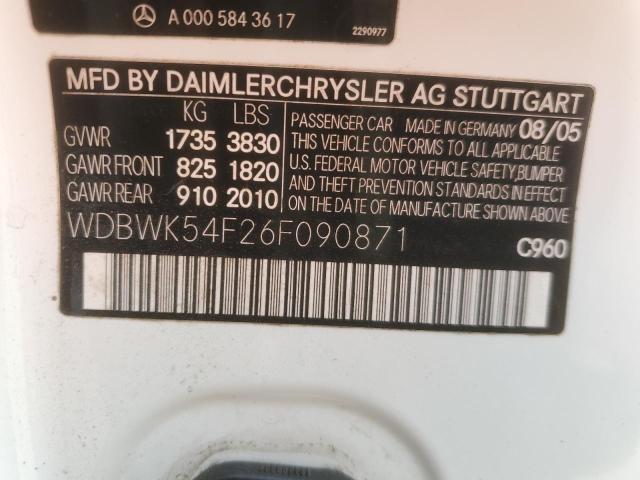 A 000 584 36 17
2290977
MFD BY DAIMLERCHRYSLER AG STUTTGART
KG LBS
GVWR 1735 3830
GAWR FRONT 825 1820
GAWR REAR 910 2010
PASSENGER CAR MADE IN GERMANY 08/05
THIS VEHICLE CONFORMS TO ALL APPLICABLE
U.S. FEDERAL MOTOR VEHICLE SAFETY,BUMPER
AND THEFT PREVENTION STANDARDS IN EFFECT
ON THE DATE OF MANUFACTURE SHOWN ABOVE
WDBWK54F26F090871
C960